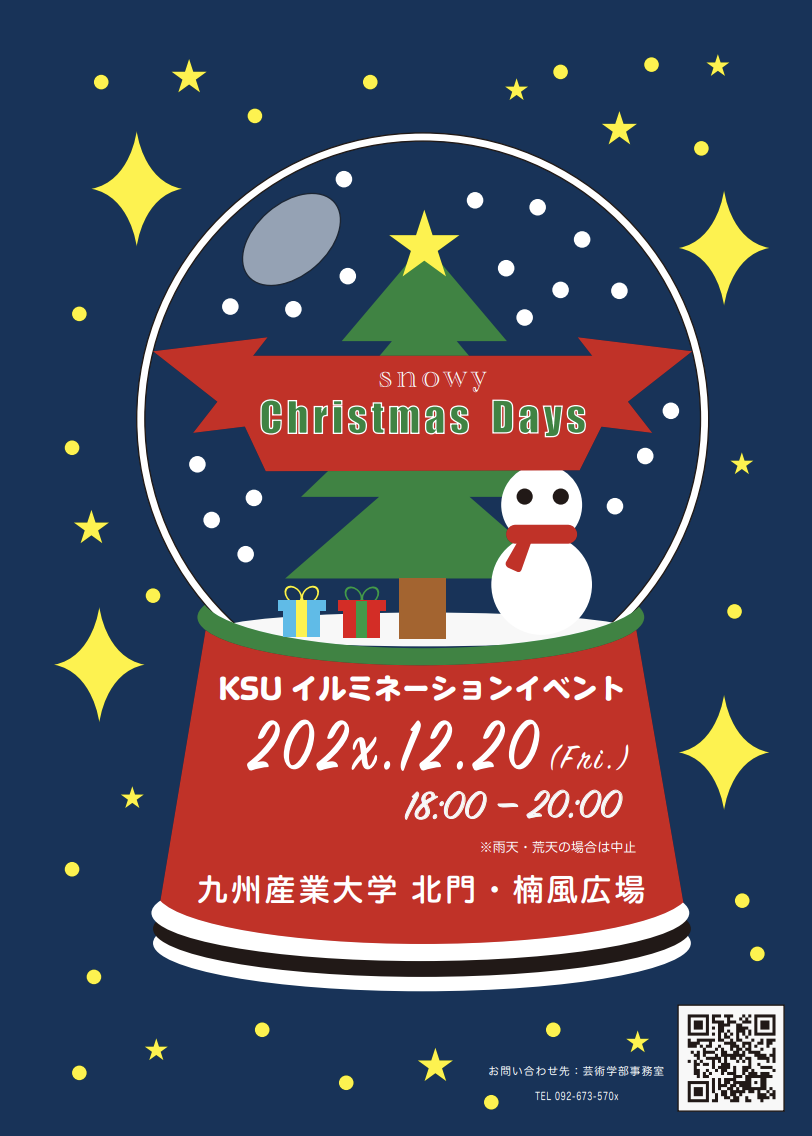 snowy
Christmas Days
KSU イルミネーションイベント
202x.12.20 (Fri.)
18:00 – 20:00
※雨天・荒天の場合は中止
九州産業大学 北門・楠風広場
お問い合わせ先：芸術学部事務室
TEL 092-673-570x